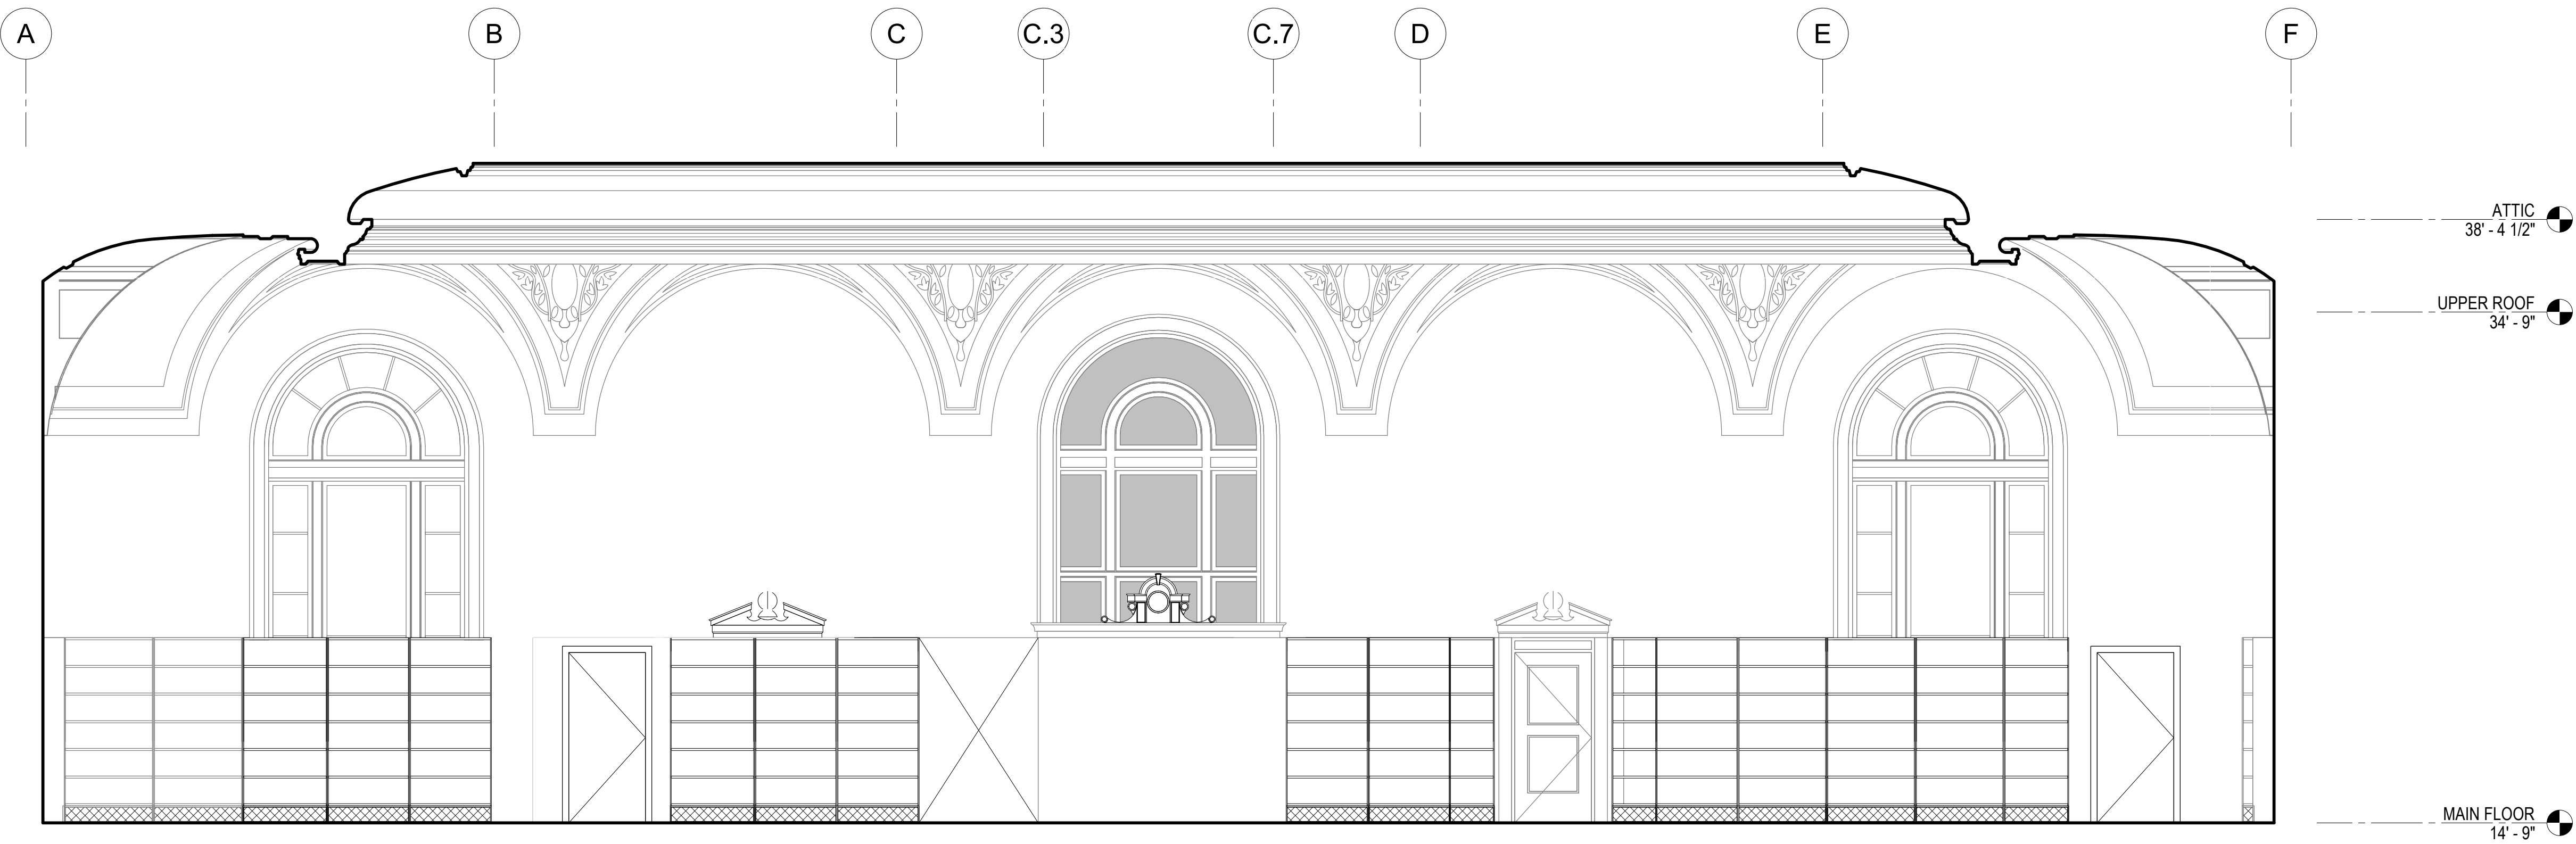 A
B
C
C.3
C.7
D
E
F
ATTIC
38' - 4 1/2"
UPPER ROOF
34' - 9"
MAIN FLOOR
14' - 9"